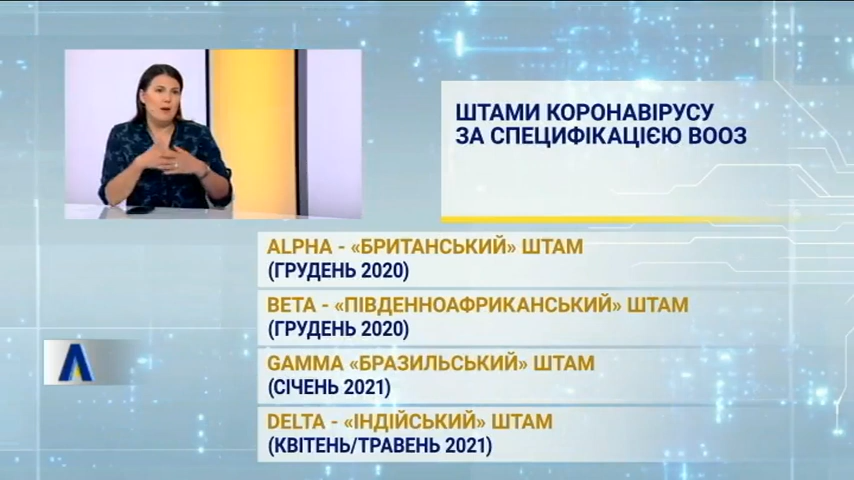 ШТАМИ КОРОНАВІРУСУ
ЗА СПЕЦИФІКАЦІЄЮ ВООЗ
ALPHA - «БРИТАНСЬКИЙ» ШТАМ
(ГРУДЕНЬ 2020)
BETA - «ПІВДЕННОАФРИКАНСЬКИЙ» ШТАМ
(ГРУДЕНЬ 2020)
GAMMA «БРАЗИЛЬСЬКИЙ» ШТАМ
(СІЧЕНЬ 2021)
DELTA - «ІНДІЙСЬКИЙ» ШТАМ
(КВІТЕНЬ/ТРАВЕНЬ 2021)